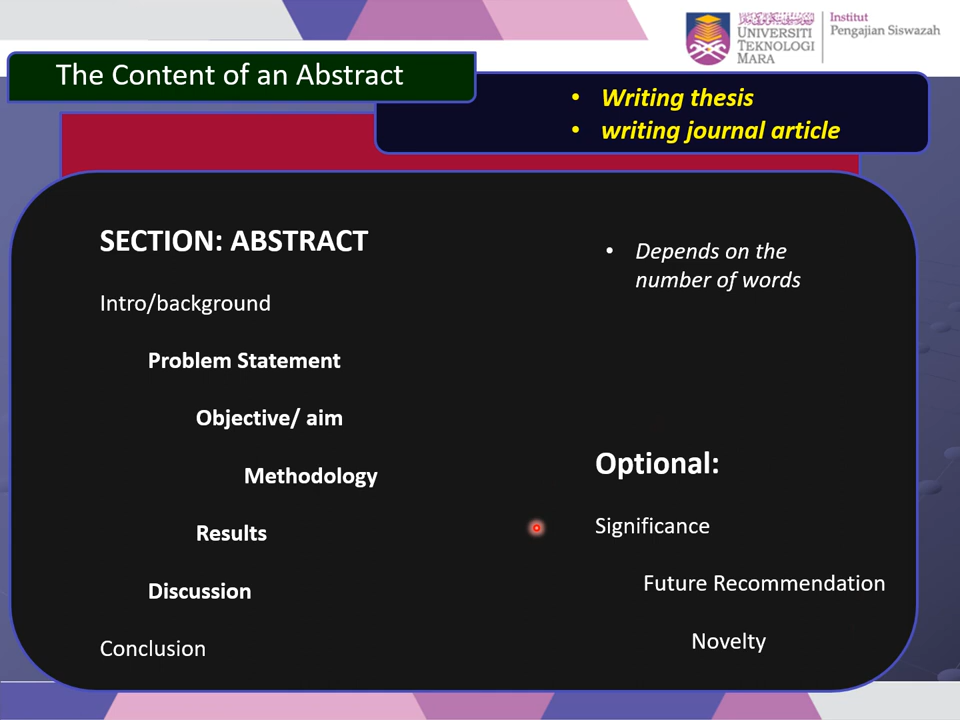 UNIVERSITI
TEKNOLOGI
MARA
Institut
Pengajian Siswazah
The Content of an Abstract
• Writing thesis
• writing journal article
SECTION: ABSTRACT
Intro/background
Problem Statement
Objective/ aim
Methodology
Results
Discussion
Conclusion
• Depends on the
number of words
Optional:
Significance
Future Recommendation
Novelty